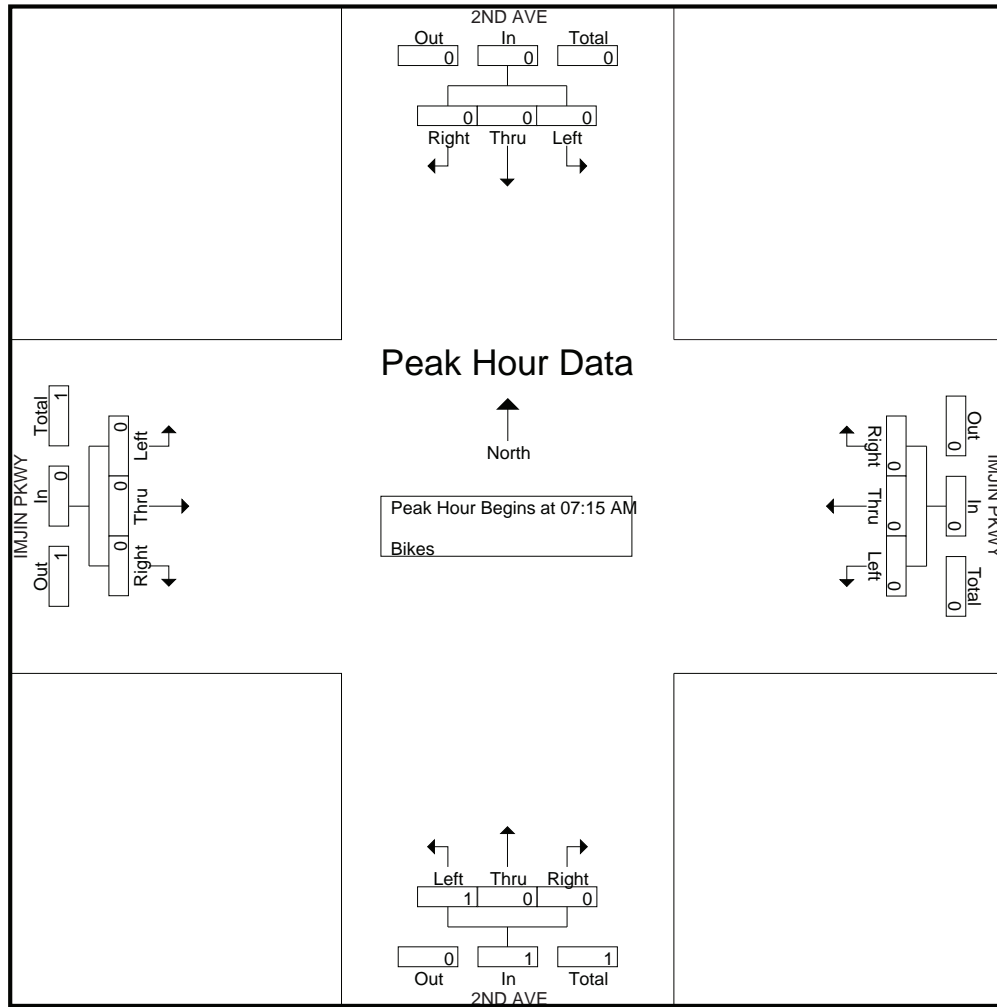 2ND AVE
Out In Total
0 0 0
0 0 0
Right Thru Left
Peak Hour Data
North
Peak Hour Begins at 07:15 AM
Bikes
IMJIN PKWY
Total In Out
1 0 1
0 0 0
Left Thru Right
IMJIN PKWY
Out In Total
0 0 0
0 0 0
Right Thru Left
Left Thru Right
1 0 0
0 1 1
Out In Total
2ND AVE